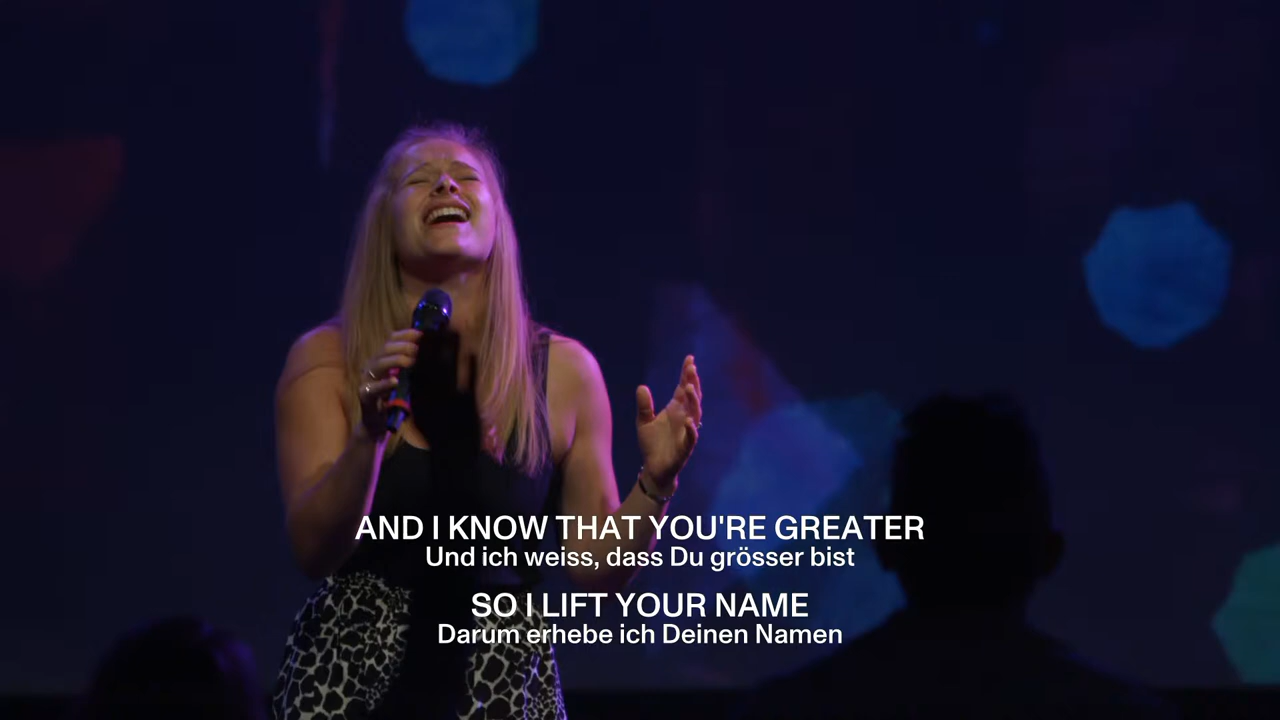 AND I KNOW THAT YOU'RE GREATER
Und ich weiss, dass Du grösser bist
SO I LIFT YOUR NAME
Darum erhebe ich Deinen Namen